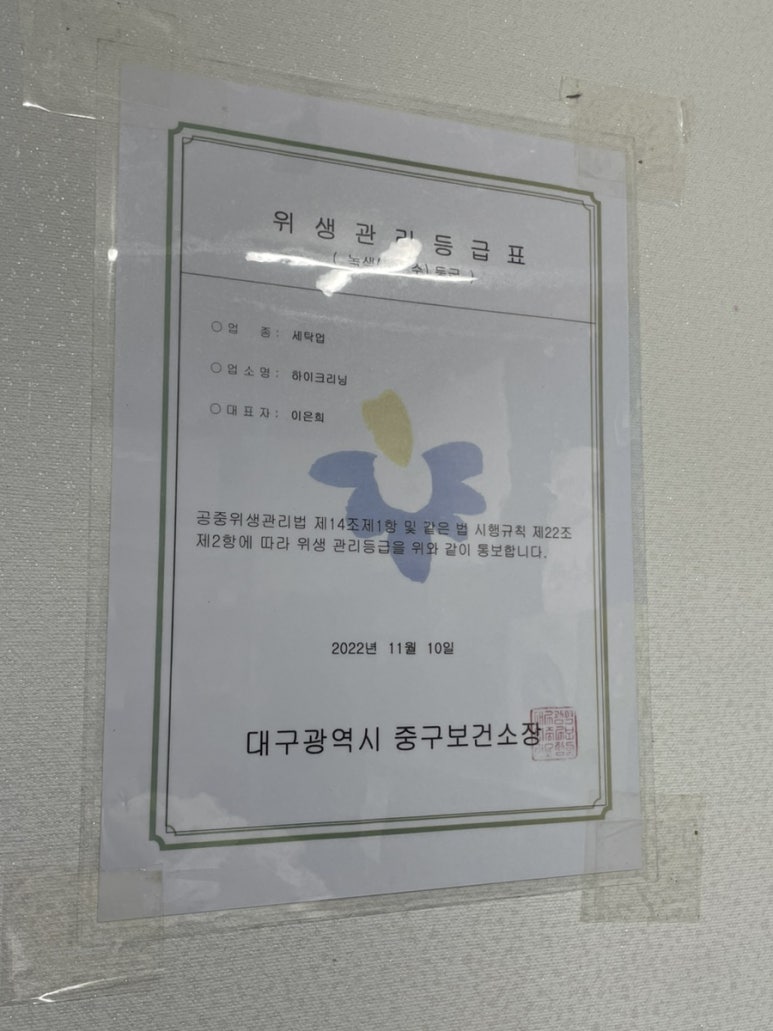 위생관리등급표
○ 업 종 : 세탁업
○ 업 소 명 : 하이크리닝
○ 대 표 자 : 이은희
공중위생관리법 제14조제1항 및 같은 법 시행규칙 제22조
제2항에 따라 위생 관리등급을 위와 같이 통보합니다.
2022년 11월 10일
대구광역시 중구보건소장